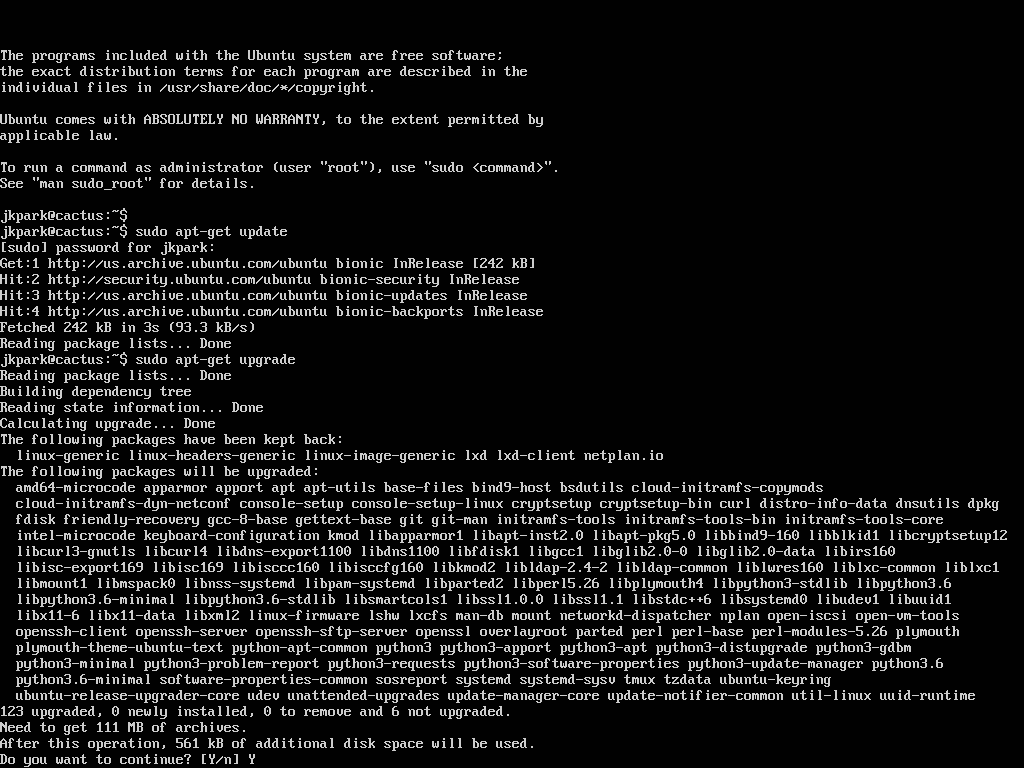 The programs included with the Ubuntu system are free software;
the exact distribution terms for each program are described in the
individual files in /usr/share/doc/*/copyright.
Ubuntu comes with ABSOLUTELY NO WARRANTY, to the extent permitted by
applicable law.
To run a command as administrator (user "root"), use "sudo <command>".
See "man sudo_root" for details.
jkpark@cactus:~$
jkpark@cactus:~$ sudo apt-get update
[sudo] password for jkpark:
Get:1 http://us.archive.ubuntu.com/ubuntu bionic InRelease [242 kB]
Hit:2 http://security.ubuntu.com/ubuntu bionic-security InRelease
Hit:3 http://us.archive.ubuntu.com/ubuntu bionic-updates InRelease
Hit:4 http://us.archive.ubuntu.com/ubuntu bionic-backports InRelease
Fetched 242 kB in 3s (93.3 kB/s)
Reading package lists... Done
jkpark@cactus:~$ sudo apt-get upgrade
Reading package lists... Done
Building dependency tree
Reading state information... Done
Calculating upgrade... Done
The following packages have been kept back:
  linux-generic linux-headers-generic linux-image-generic lxd lxd-client netplan.io
The following packages will be upgraded:
  amd64-microcode apparmor apport apt apt-utils base-files bind9-host bsdutils cloud-initramfs-copymods
  cloud-initramfs-dyn-netconf console-setup console-setup-linux cryptsetup cryptsetup-bin curl distro-info-data dnsutils dpkg
  fdisk friendly-recovery gcc-8-base gettext-base git git-man initramfs-tools initramfs-tools-bin initramfs-tools-core
  intel-microcode keyboard-configuration kmod libapparmor1 libapt-inst2.0 libapt-pkg5.0 libbind9-160 libblkid1 libcryptsetup12
  libcurl3-gnutls libcurl4 libdns-export1100 libdns1100 libfdisk1 libgcc1 libglib2.0-0 libglib2.0-data libirs160
  libisc-export169 libisc169 libisccc160 libisccfg160 libkmod2 libldap-2.4-2 libldap-common liblwres160 liblxc-common liblxc1
  libmount1 libmspack0 libnss-systemd libpam-systemd libparted2 libperl5.26 libplymouth4 libpython3-stdlib libpython3.6
  libpython3.6-minimal libpython3.6-stdlib libsmartcols1 libssl1.0.0 libssl1.1 libstdc++6 libsystemd0 libudev1 libuuid1
  libx11-6 libx11-data libxml2 linux-firmware lshw lxcfs man-db mount networkd-dispatcher nplan open-iscsi open-vm-tools
  openssh-client openssh-server openssh-sftp-server openssl overlayroot parted perl perl-base perl-modules-5.26 plymouth
  plymouth-theme-ubuntu-text python-apt-common python3 python3-apport python3-apt python3-distupgrade python3-gdbm
  python3-minimal python3-problem-report python3-requests python3-software-properties python3-update-manager python3.6
  python3.6-minimal software-properties-common sosreport systemd systemd-sysv tmux tzdata ubuntu-keyring
  ubuntu-release-upgrader-core udev unattended-upgrades update-manager-core update-notifier-common util-linux uuid-runtime
123 upgraded, 0 newly installed, 0 to remove and 6 not upgraded.
Need to get 111 MB of archives.
After this operation, 561 kB of additional disk space will be used.
Do you want to continue? [Y/n] Y